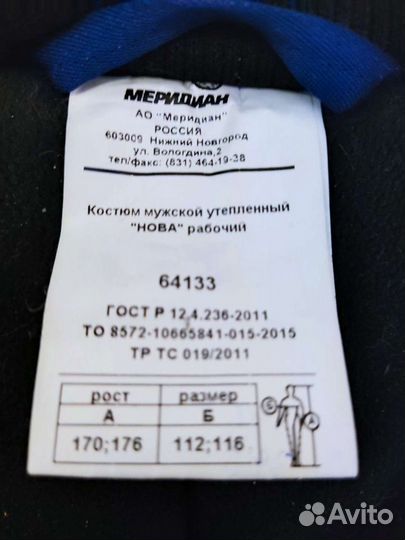 МЕРИДИАН
АО "Меридиан"
РОССИЯ
603009 Нижний Новгород
ул. Вологдина,2
тел/факс: (831) 464-19-38
Костюм мужской утепленный
"НОВА" рабочий
64133
ГОСТ Р 12.4.236-2011
ТО 8572-10665841-015-2015
ТР ТС 019/2011
рост размер
А Б
170;176 112;116
Б
А
Avito